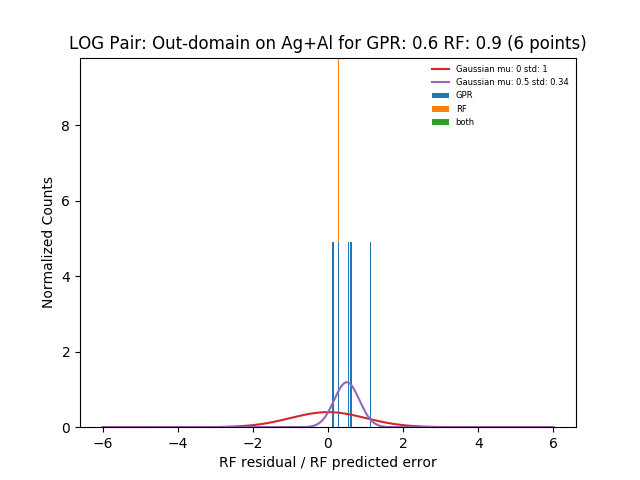 LOG Pair: Out-domain on Ag+Al for GPR: 0.6 RF: 0.9 (6 points)
Gaussian mu: 0 std: 1
Gaussian mu: 0.5 std: 0.34
GPR
RF
both
Normalized Counts
8
6
4
2
0
−6 −4 −2 0 2 4 6
RF residual / RF predicted error